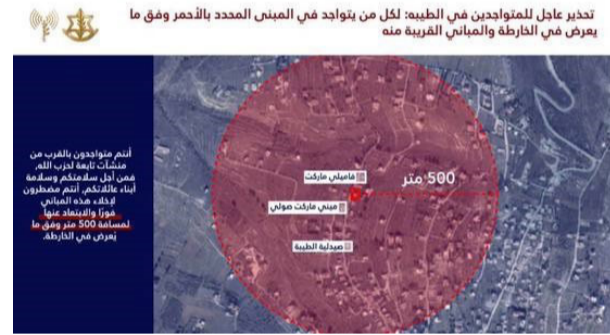 تحذير عاجل للمتواجدين في الطيبه: لكل من يتواجد في المبنى المحدد بالأحمر وفق ما
يعرض في الخارطة والمباني القريبة منه
أنتم متواجدون بالقرب من
منشآت تابعة لحزب الله،
فمن أجل سلامتكم وسلامة
أبناء عائلاتكم، أنتم مضطرون
لإخلاء هذه المباني
فورًا والابتعاد عنها
لمسافة 500 متر وفق ما
يُعرض في الخارطة.
فاميلي ماركت
500 متر
ميني ماركت صولي
صيدلية الطيبة